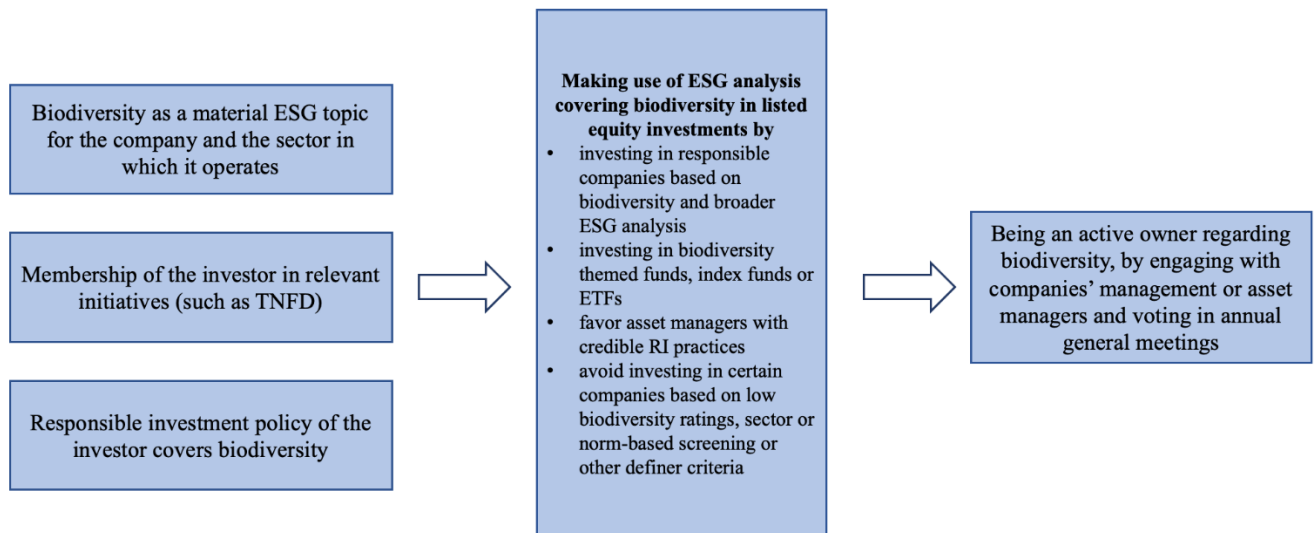 Biodiversity as a material ESG topic
for the company and the sector in
which it operates
Membership of the investor in relevant
initiatives (such as TNFD)
Responsible investment policy of the
investor covers biodiversity
Making use of ESG analysis
covering biodiversity in listed
equity investments by
• investing in responsible
companies based on
biodiversity and broader
ESG analysis
• investing in biodiversity
themed funds, index funds or
ETFs
• favor asset managers with
credible RI practices
• avoid investing in certain
companies based on low
biodiversity ratings, sector or
norm-based screening or
other definer criteria
Being an active owner regarding
biodiversity, by engaging with
companies’ management or asset
managers and voting in annual
general meetings